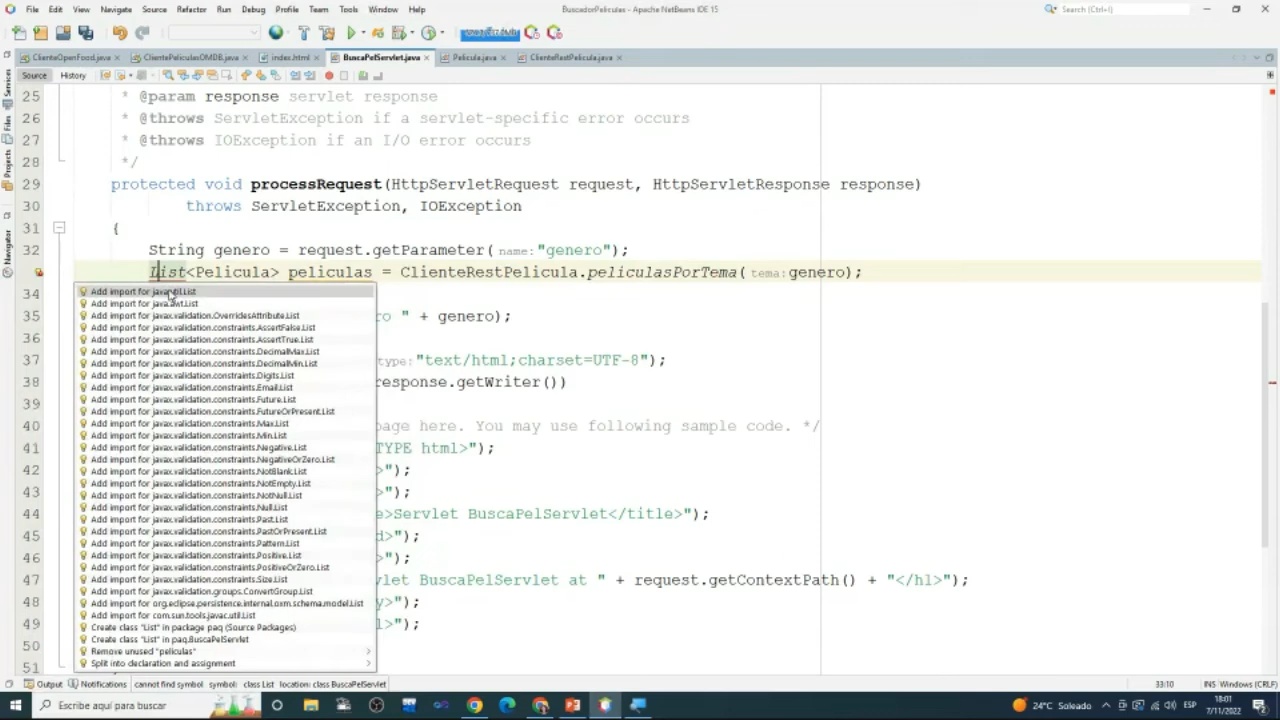 File Edit View Navigate Source Refactor Run Debug Profile Team Tools Window Help
BuscadorPeliculas - Apache NetBeans IDE 15
Search (Ctrl+I)
ClienteOpenFood.java
ClientePeliculasOMDB.java
index.html
BuscaPelServlet.java
Pelicula.java
ClienteRestPelicula.java
Source History
Services
Files
Projects
Navigator
25 * @param response servlet response
26 * @throws ServletException if a servlet-specific error occurs
27 * @throws IOException if an I/O error occurs
28 */
29 protected void processRequest(HttpServletRequest request, HttpServletResponse response)
30 throws ServletException, IOException
31 {
32 String genero = request.getParameter(name:"genero");
List<Pelicula> peliculas = ClienteRestPelicula.peliculasPorTema(tema:genero);
34
35 ro " + genero);
36
37 type:"text/html;charset=UTF-8");
38 response.getWriter())
39
40 page here. You may use following sample code. */
41 TYPE html>");
42 >");
43 >");
44 e>Servlet BuscaPelServlet</title>");
45 d>");
46 >");
47 vlet BuscaPelServlet at " + request.getContextPath() + "</h1>");
48 y>");
49 l>");
50
51
Add import for java.util.List
Add import for java.awt.List
Add import for javax.validation.OverridesAttribute.List
Add import for javax.validation.constraints.AssertFalse.List
Add import for javax.validation.constraints.AssertTrue.List
Add import for javax.validation.constraints.DecimalMax.List
Add import for javax.validation.constraints.DecimalMin.List
Add import for javax.validation.constraints.Digits.List
Add import for javax.validation.constraints.Email.List
Add import for javax.validation.constraints.Future.List
Add import for javax.validation.constraints.FutureOrPresent.List
Add import for javax.validation.constraints.Max.List
Add import for javax.validation.constraints.Min.List
Add import for javax.validation.constraints.Negative.List
Add import for javax.validation.constraints.NegativeOrZero.List
Add import for javax.validation.constraints.NotBlank.List
Add import for javax.validation.constraints.NotEmpty.List
Add import for javax.validation.constraints.NotNull.List
Add import for javax.validation.constraints.Null.List
Add import for javax.validation.constraints.Past.List
Add import for javax.validation.constraints.PastOrPresent.List
Add import for javax.validation.constraints.Pattern.List
Add import for javax.validation.constraints.Positive.List
Add import for javax.validation.constraints.PositiveOrZero.List
Add import for javax.validation.constraints.Size.List
Add import for javax.validation.groups.ConvertGroup.List
Add import for org.eclipse.persistence.internal.oxm.schema.model.List
Add import for com.sun.tools.javac.util.List
Create class "List" in package paq (Source Packages)
Create class "List" in paq.BuscaPelServlet
Remove unused "peliculas"
Split into declaration and assignment
Output Notifications cannot find symbol symbol: class List location: class BuscaPelServlet
33:10 INS Windows (CRLF)
Escribe aquí para buscar
24°C Soleado
ESP
18:01
7/11/2022